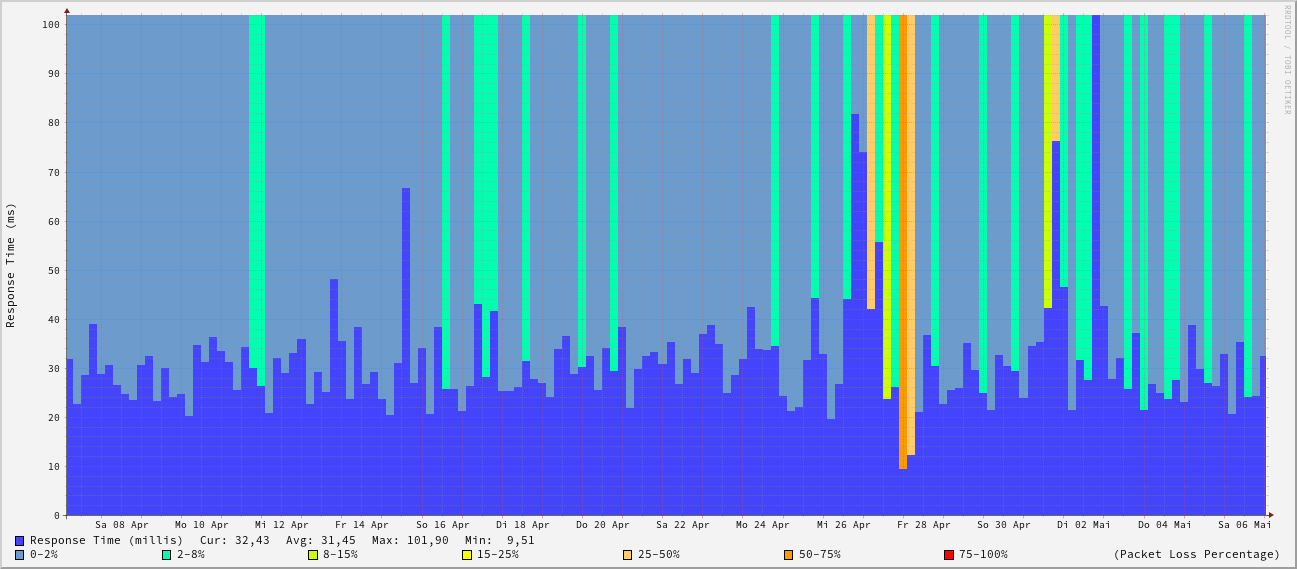 RRDTOOL / TOBI OETIKER
Response Time (ms)
100
90
80
70
60
50
40
30
20
10
0
Sa 08 Apr Mo 10 Apr Mi 12 Apr Fr 14 Apr So 16 Apr Di 18 Apr Do 20 Apr Sa 22 Apr Mo 24 Apr Mi 26 Apr Fr 28 Apr So 30 Apr Di 02 Mai Do 04 Mai Sa 06 Mai
Response Time (millis) Cur: 32,43 Avg: 31,45 Max: 101,90 Min: 9,51
0-2% 2-8% 8-15% 15-25% 25-50% 50-75% 75-100% (Packet Loss Percentage)